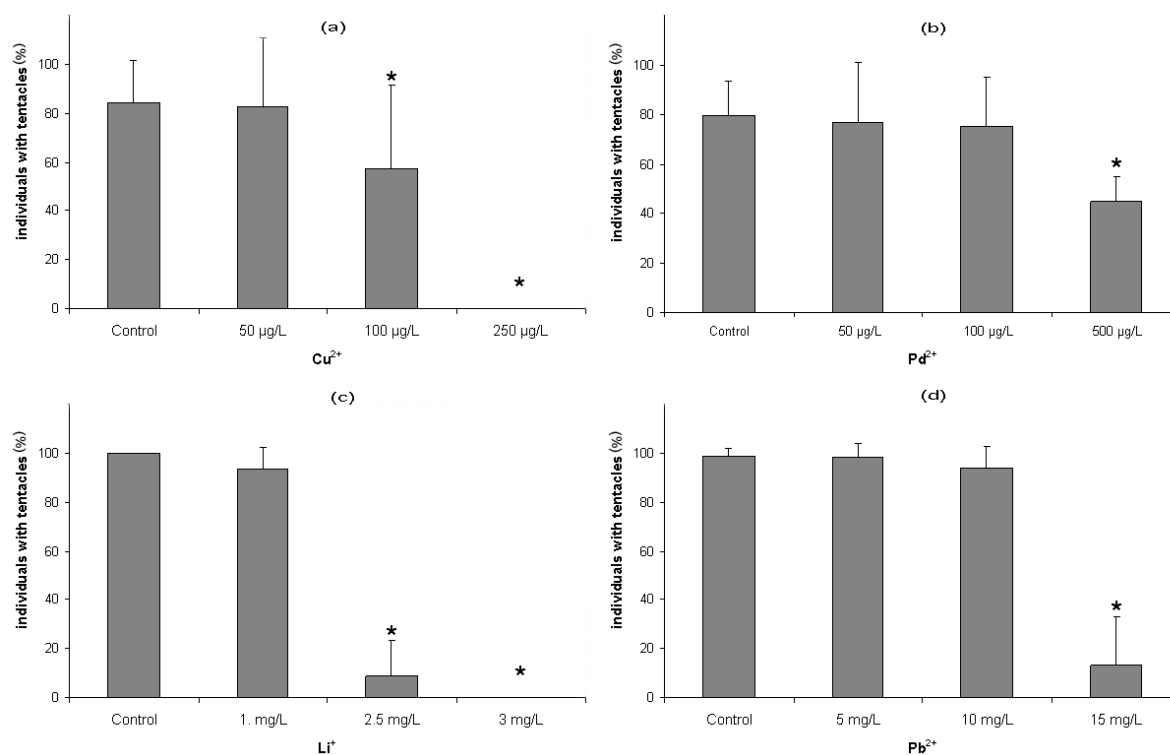 (a)
individuals with tentacles (%)
100
80
60
40
20
0
*
*
Control 50 µg/L 100 µg/L 250 µg/L
Cu²⁺
(b)
individuals with tentacles (%)
100
80
60
40
20
0
*
Control 50 µg/L 100 µg/L 500 µg/L
Pd²⁺
(c)
individuals with tentacles (%)
100
80
60
40
20
0
*
*
Control 1. mg/L 2.5 mg/L 3 mg/L
Li⁺
(d)
individuals with tentacles (%)
100
80
60
40
20
0
*
Control 5 mg/L 10 mg/L 15 mg/L
Pb²⁺